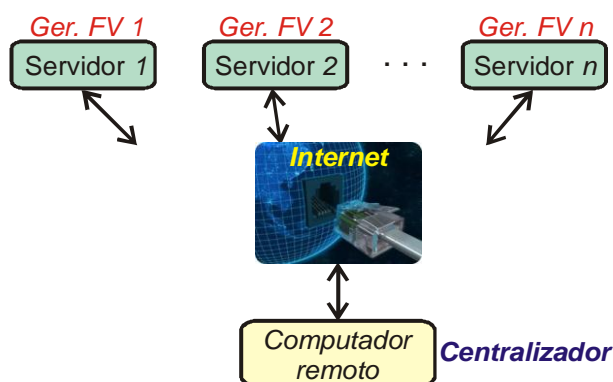 Ger. FV 1
Ger. FV 2
Ger. FV n
Servidor 1
Servidor 2
. . .
Servidor n
Internet
Computador
remoto
Centralizador